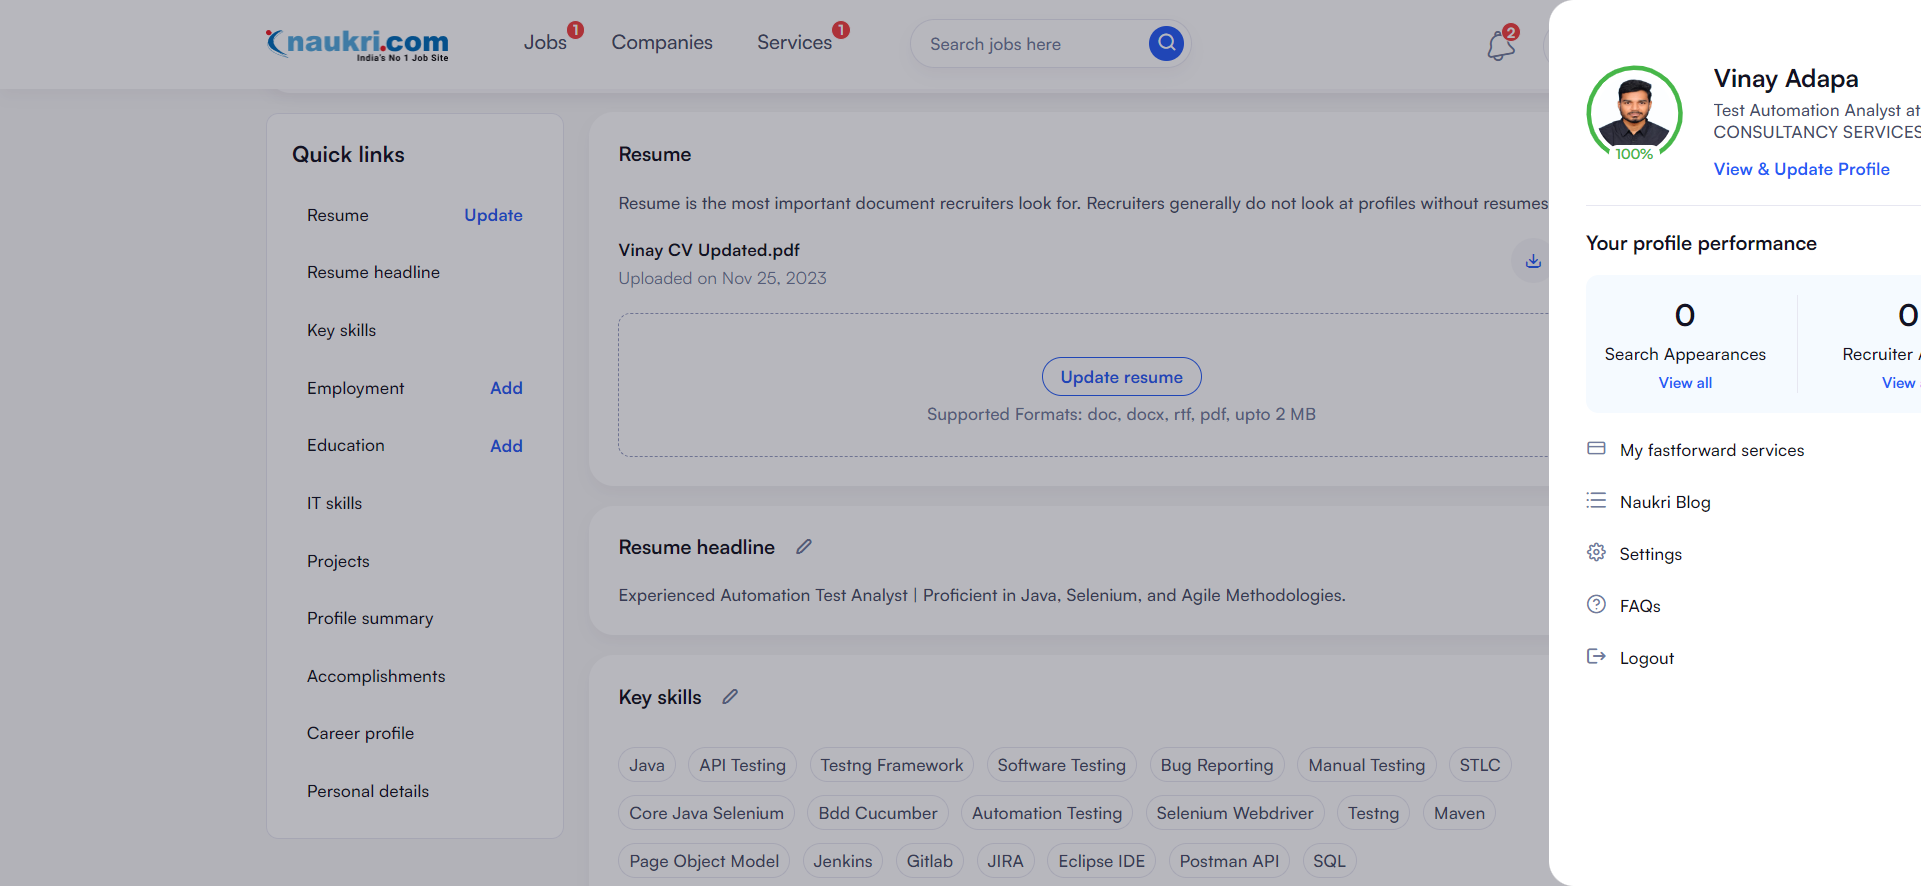 naukri.com
India's No 1 Job Site
Jobs
1
Companies
Services
1
Search jobs here
2
Quick links
Resume
Update
Resume headline
Key skills
Employment
Add
Education
Add
IT skills
Projects
Profile summary
Accomplishments
Career profile
Personal details
Resume
Resume is the most important document recruiters look for. Recruiters generally do not look at profiles without resumes
Vinay CV Updated.pdf
Uploaded on Nov 25, 2023
Update resume
Supported Formats: doc, docx, rtf, pdf, upto 2 MB
Resume headline
Experienced Automation Test Analyst | Proficient in Java, Selenium, and Agile Methodologies.
Key skills
Java API Testing Testng Framework Software Testing Bug Reporting Manual Testing STLC
Core Java Selenium Bdd Cucumber Automation Testing Selenium Webdriver Testng Maven
Page Object Model Jenkins Gitlab JIRA Eclipse IDE Postman API SQL
100%
Vinay Adapa
Test Automation Analyst at
CONSULTANCY SERVICES
View & Update Profile
Your profile performance
0
Search Appearances
View all
0
Recruiter
View
My fastforward services
Naukri Blog
Settings
FAQs
Logout